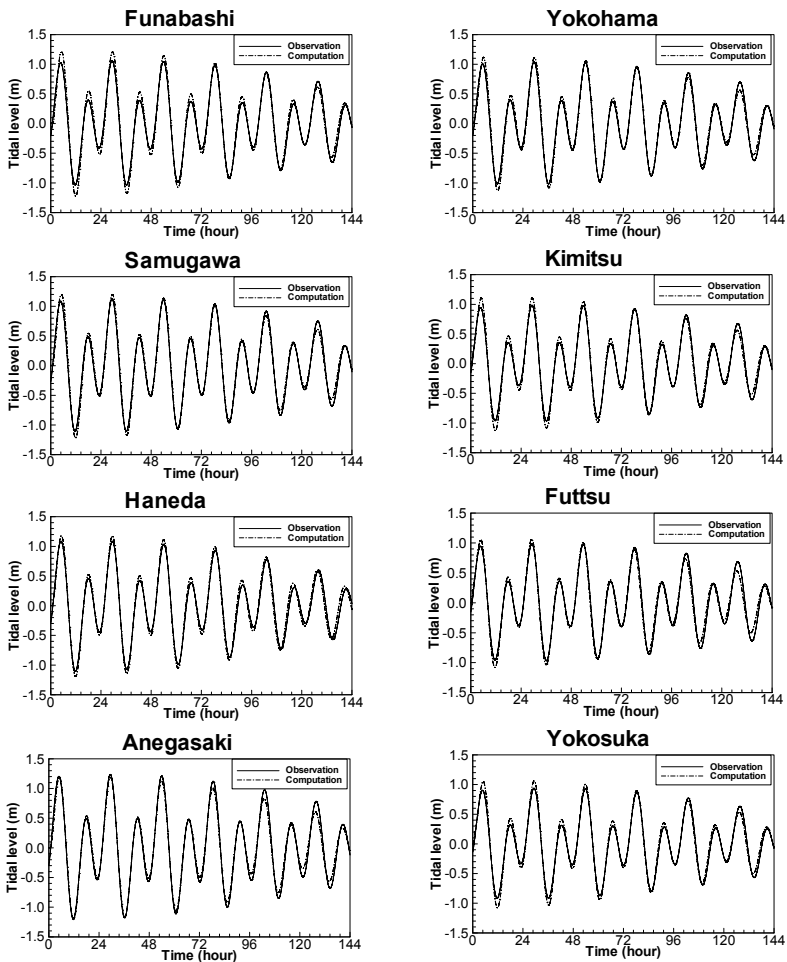 Funabashi
1.5
1.0
0.5
0.0
-0.5
-1.0
-1.5
Tidal level (m)
Observation
Computation
0 24 48 72 96 120 144
Time (hour)
Yokohama
1.5
1.0
0.5
0.0
-0.5
-1.0
-1.5
Tidal level (m)
Observation
Computation
0 24 48 72 96 120 144
Time (hour)
Samugawa
1.5
1.0
0.5
0.0
-0.5
-1.0
-1.5
Tidal level (m)
Observation
Computation
0 24 48 72 96 120 144
Time (hour)
Kimitsu
1.5
1.0
0.5
0.0
-0.5
-1.0
-1.5
Tidal level (m)
Observation
Computation
0 24 48 72 96 120 144
Time (hour)
Haneda
1.5
1.0
0.5
0.0
-0.5
-1.0
-1.5
Tidal level (m)
Observation
Computation
0 24 48 72 96 120 144
Time (hour)
Futtsu
1.5
1.0
0.5
0.0
-0.5
-1.0
-1.5
Tidal level (m)
Observation
Computation
0 24 48 72 96 120 144
Time (hour)
Anegasaki
1.5
1.0
0.5
0.0
-0.5
-1.0
-1.5
Tidal level (m)
Observation
Computation
0 24 48 72 96 120 144
Time (hour)
Yokosuka
1.5
1.0
0.5
0.0
-0.5
-1.0
-1.5
Tidal level (m)
Observation
Computation
0 24 48 72 96 120 144
Time (hour)